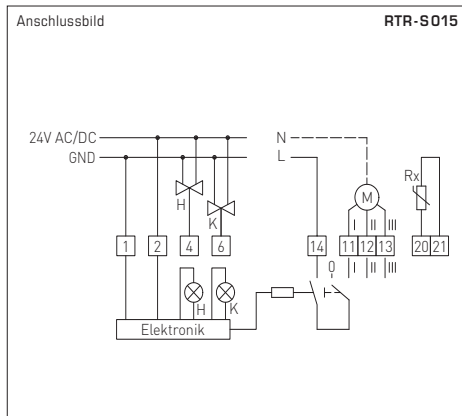 Anschlussbild RTR-S015
24V AC/DC N
GND L
Rx
H M
K I II III
1 2 4 6 14 11 12 13 20 21
0 I II III
H K
Elektronik